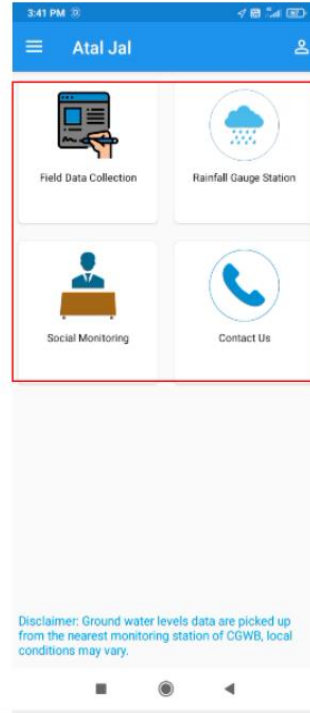 3:41 PM
Atal Jal
Field Data Collection
Rainfall Gauge Station
Social Monitoring
Contact Us
Disclaimer: Ground water levels data are picked up
from the nearest monitoring station of CGWB, local
conditions may vary.